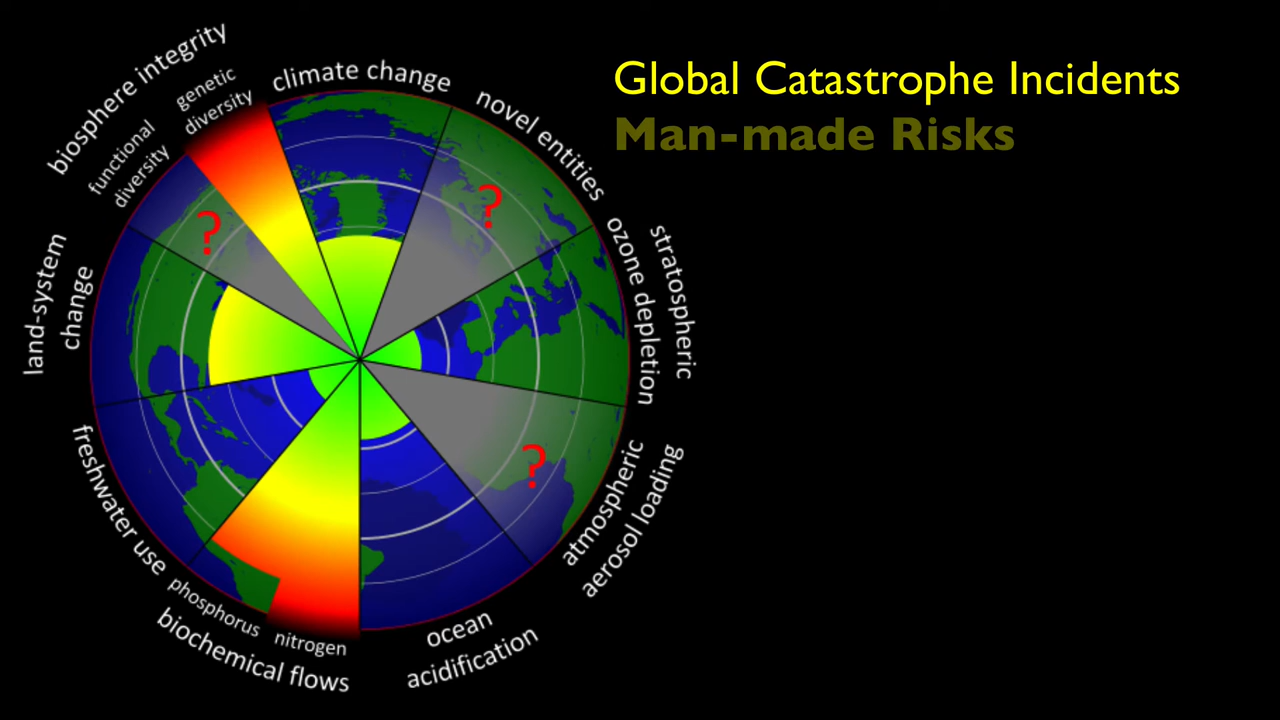 Global Catastrophe Incidents
Man-made Risks
biosphere integrity
genetic
diversity
functional
diversity
climate change
novel entities
stratospheric
ozone depletion
atmospheric
aerosol loading
ocean
acidification
nitrogen
phosphorus
biochemical flows
freshwater use
land-system
change
?
?
?